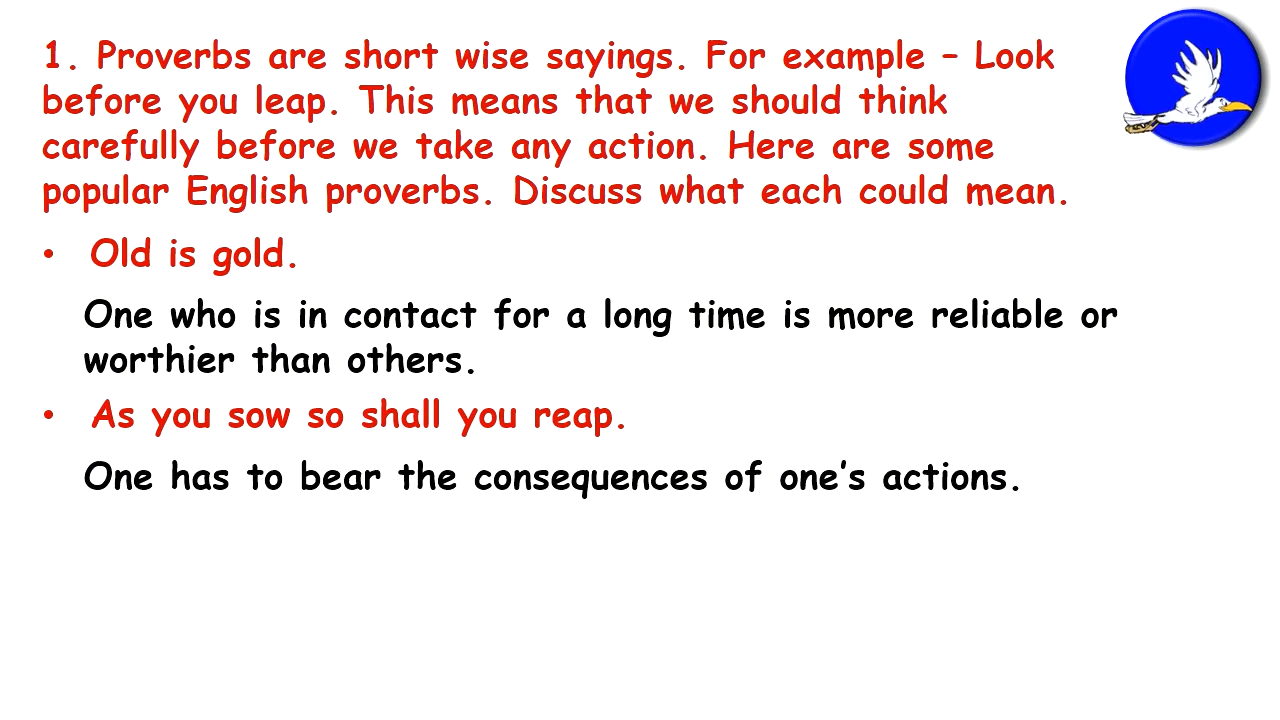 1. Proverbs are short wise sayings. For example – Look
before you leap. This means that we should think
carefully before we take any action. Here are some
popular English proverbs. Discuss what each could mean.
• Old is gold.
One who is in contact for a long time is more reliable or
worthier than others.
• As you sow so shall you reap.
One has to bear the consequences of one’s actions.